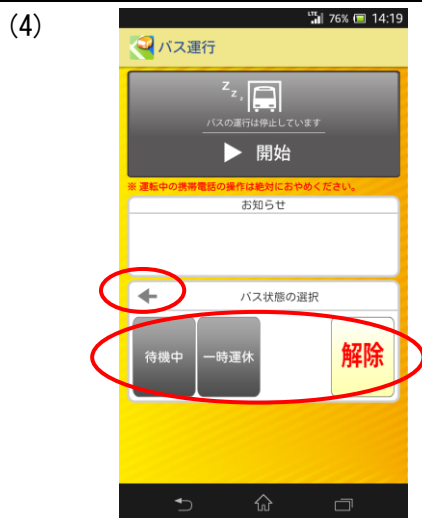 (4)
LTE 76% 14:19
バス運行
Z z,
バスの運行は停止しています
開始
※ 運転中の携帯電話の操作は絶対におやめください。
お知らせ
バス状態の選択
待機中 一時運休 解除